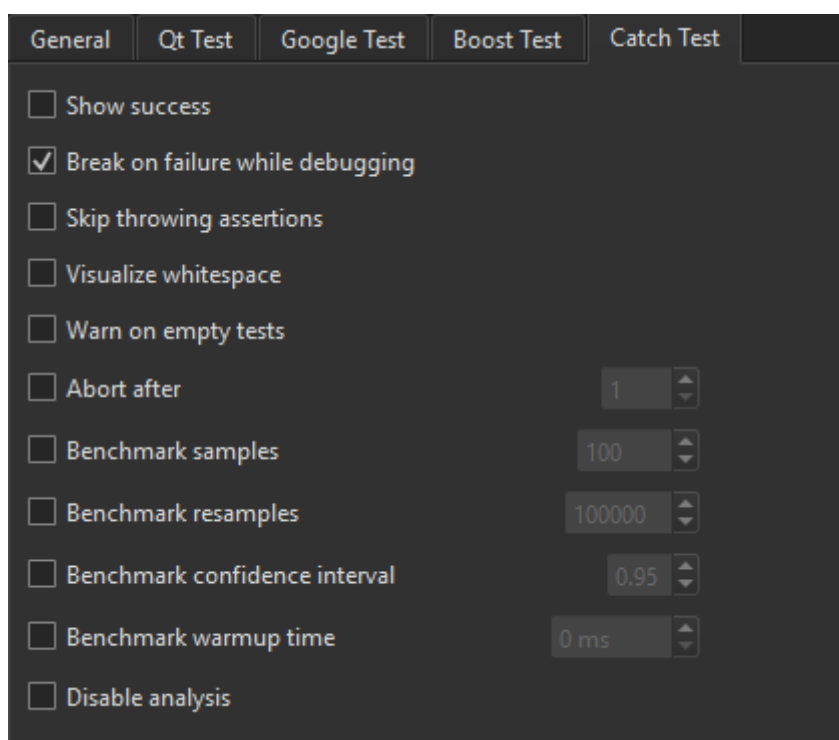 General Qt Test Google Test Boost Test Catch Test
Show success
Break on failure while debugging
Skip throwing assertions
Visualize whitespace
Warn on empty tests
Abort after 1
Benchmark samples 100
Benchmark resamples 100000
Benchmark confidence interval 0.95
Benchmark warmup time 0 ms
Disable analysis